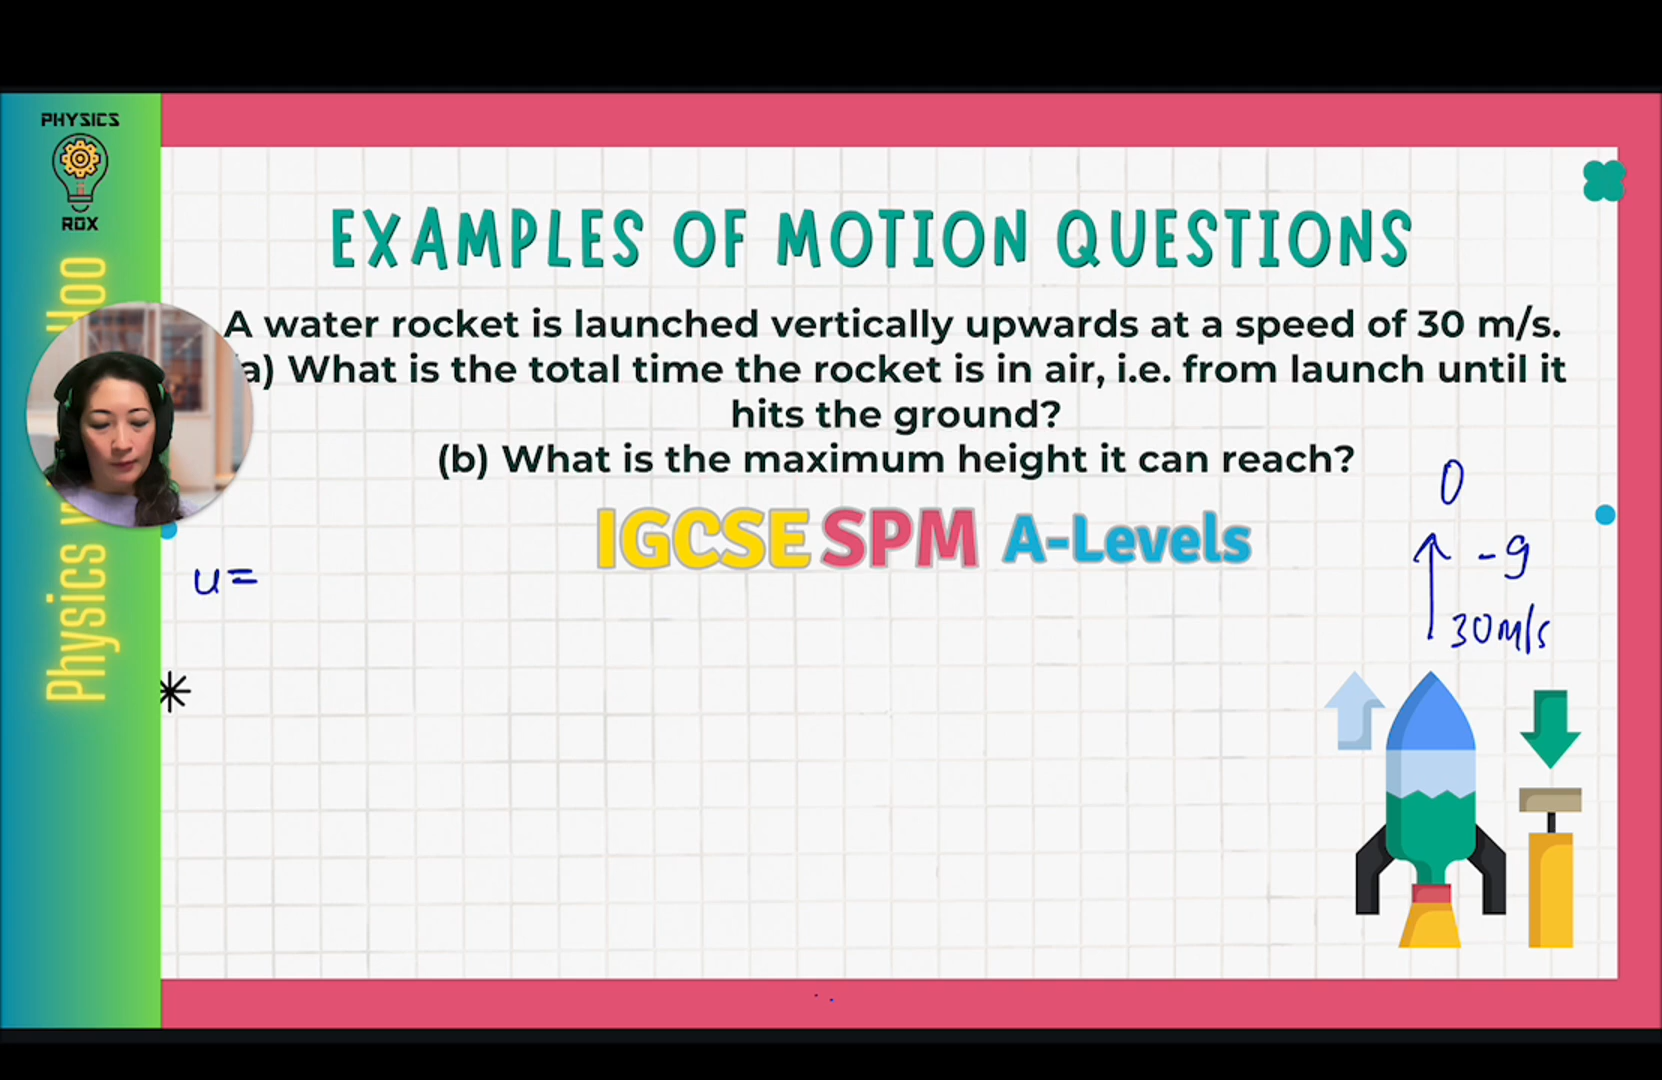 PHYSICS
ROX
Physics w
Hoo
EXAMPLES OF MOTION QUESTIONS
A water rocket is launched vertically upwards at a speed of 30 m/s.
a) What is the total time the rocket is in air, i.e. from launch until it
hits the ground?
(b) What is the maximum height it can reach?
IGCSE SPM A-Levels
0
-g
30m/s
u=